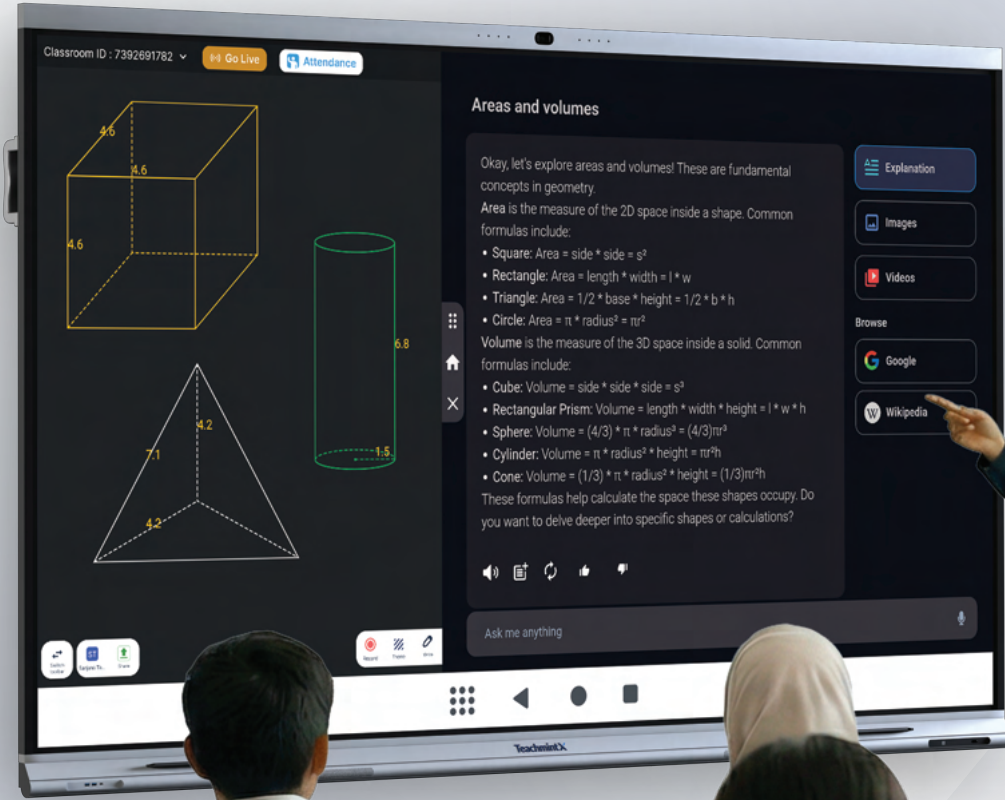 Classroom ID : 7392691782
Go Live
Attendance
4.6
4.6
4.6
6.8
1.5
4.2
7.1
4.2
Areas and volumes
Okay, let's explore areas and volumes! These are fundamental
concepts in geometry.
Area is the measure of the 2D space inside a shape. Common
formulas include:
• Square: Area = side * side = s²
• Rectangle: Area = length * width = l * w
• Triangle: Area = 1/2 * base * height = 1/2 * b * h
• Circle: Area = π * radius² = πr²
Volume is the measure of the 3D space inside a solid. Common
formulas include:
• Cube: Volume = side * side * side = s³
• Rectangular Prism: Volume = length * width * height = l * w * h
• Sphere: Volume = (4/3) * π * radius³ = (4/3)πr³
• Cylinder: Volume = π * radius² * height = πr²h
• Cone: Volume = (1/3) * π * radius² * height = (1/3)πr²h
These formulas help calculate the space these shapes occupy. Do
you want to delve deeper into specific shapes or calculations?
Ask me anything
Explanation
Images
Videos
Browse
Google
W Wikipedia
ST
Share
Record
Write
TeachmintX